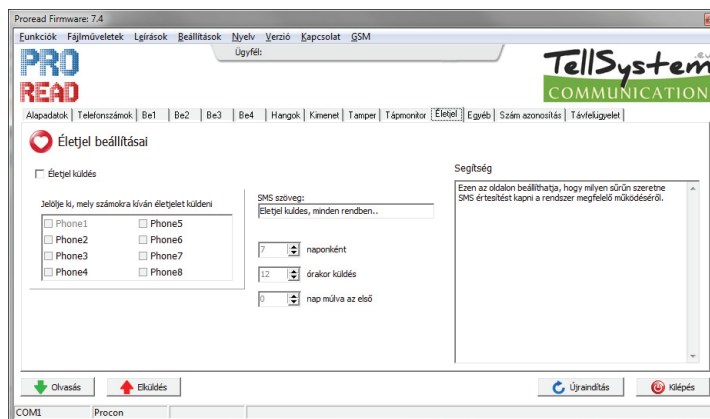 Proread Firmware: 7.4
Funkciók Fájlműveletek Lęírások Beállítások Nyelv Verzió Kapcsolat GSM
Ügyfél:
PRO
READ
TellSystem
COMMUNICATION
Alapadatok Telefonszámok Be1 Be2 Be3 Be4 Hangok Kimenet Tamper Tápmonitor Életjel Egyéb Szám azonosítás Távfelügyelet
Életjel beállításai
Életjel küldés
Jelölje ki, mely számokra kíván életjelet küldeni
Phone1 Phone5
Phone2 Phone6
Phone3 Phone7
Phone4 Phone8
SMS szöveg:
Eletjel kuldes, minden rendben..
7 naponként
12 órakor küldés
0 nap múlva az első
Segítség
Ezen az oldalon beállíthatja, hogy milyen sűrűn szeretne
SMS értesítést kapni a rendszer megfelelő működéséről.
Olvasás Elküldés Újraindítás Kilépés
COM1 Procon